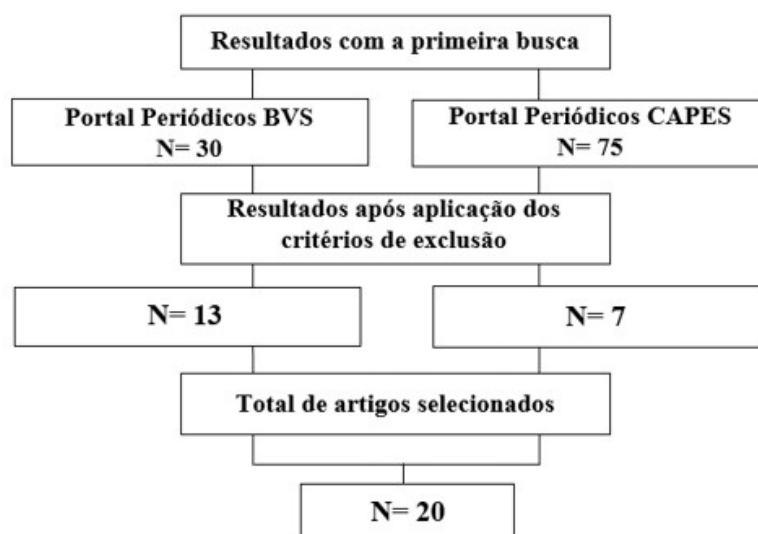 Resultados com a primeira busca
Portal Periódicos BVS
N= 30
Portal Periódicos CAPES
N= 75
Resultados após aplicação dos
critérios de exclusão
N= 13
N= 7
Total de artigos selecionados
N= 20